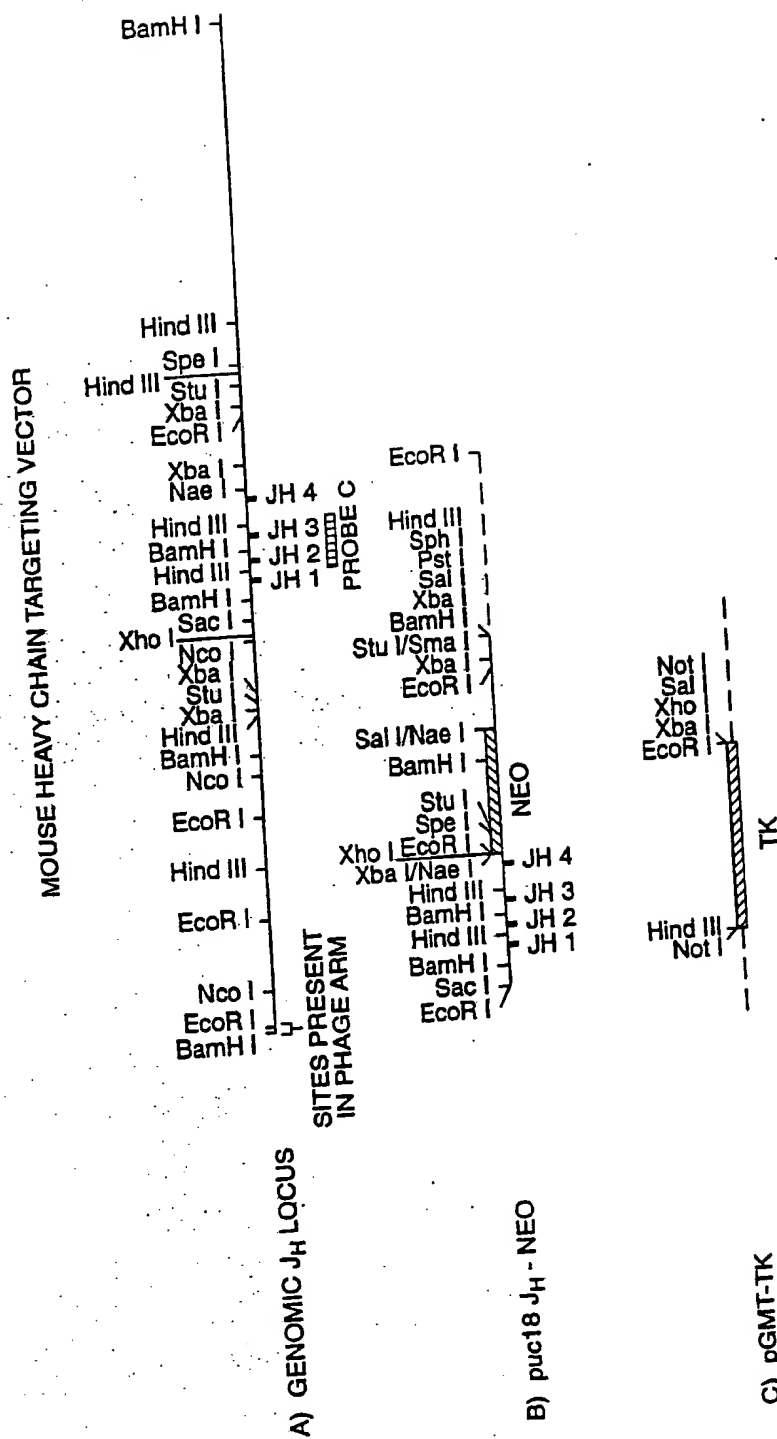 MOUSE HEAVY CHAIN TARGETING VECTOR
A) GENOMIC JH LOCUS
BamH I
EcoR I
SITES PRESENT
IN PHAGE ARM
Nco I
EcoR I
Hind III
EcoR I
Nco I
BamH I
Hind III
Xba
Stu
Xba
Nco
Xho I
Sac I
BamH I
Hind III
BamH I
Hind III
JH 1
JH 2
JH 3
JH 4
PROBE C
Nae I
Xba I
EcoR I
Xba I
Stu I
Hind III
Spe I
Hind III
BamH I
B) puc18 JH - NEO
EcoR I
Sac I
BamH I
Hind III
BamH I
Hind III
JH 1
JH 2
JH 3
JH 4
Xba I/Nae I
Xho I
EcoR I
Spe I
Stu I
NEO
BamH I
Sal I/Nae I
EcoR I
Xba I
Stu I/Sma I
BamH
Xba
Sal
Pst
Sph
Hind III
EcoR I
C) pGMT-TK
Not I
Hind III
TK
EcoR I
Xba
Xho
Sal
Not